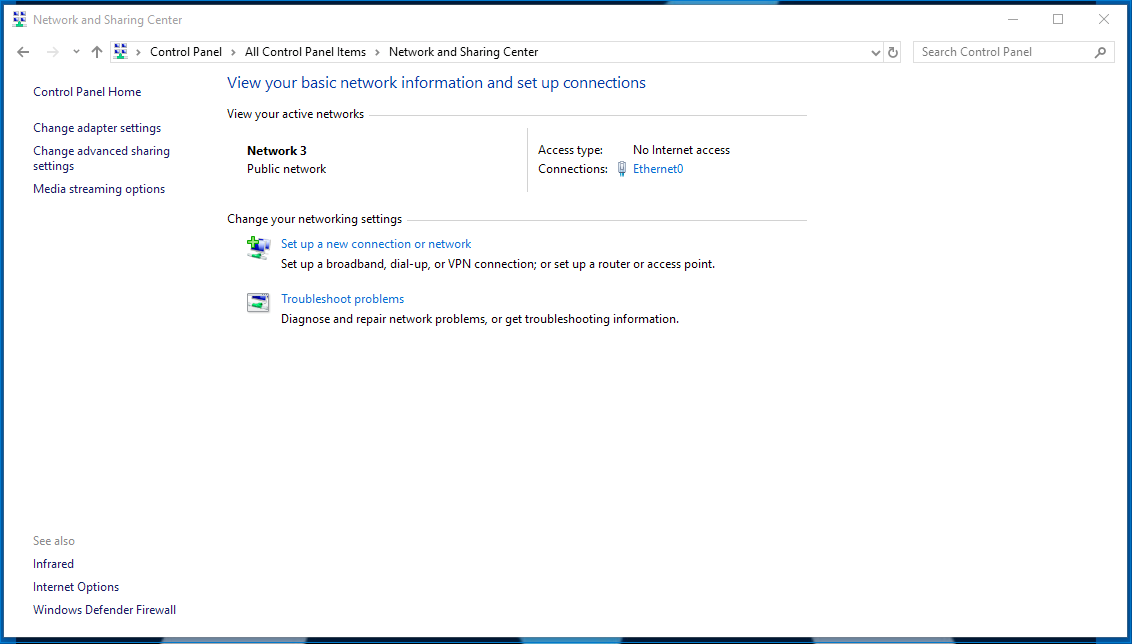 Network and Sharing Center
Control Panel > All Control Panel Items > Network and Sharing Center
Search Control Panel
Control Panel Home
Change adapter settings
Change advanced sharing
settings
Media streaming options
View your basic network information and set up connections
View your active networks
Network 3
Public network
Access type: No Internet access
Connections: Ethernet0
Change your networking settings
Set up a new connection or network
Set up a broadband, dial-up, or VPN connection; or set up a router or access point.
Troubleshoot problems
Diagnose and repair network problems, or get troubleshooting information.
See also
Infrared
Internet Options
Windows Defender Firewall